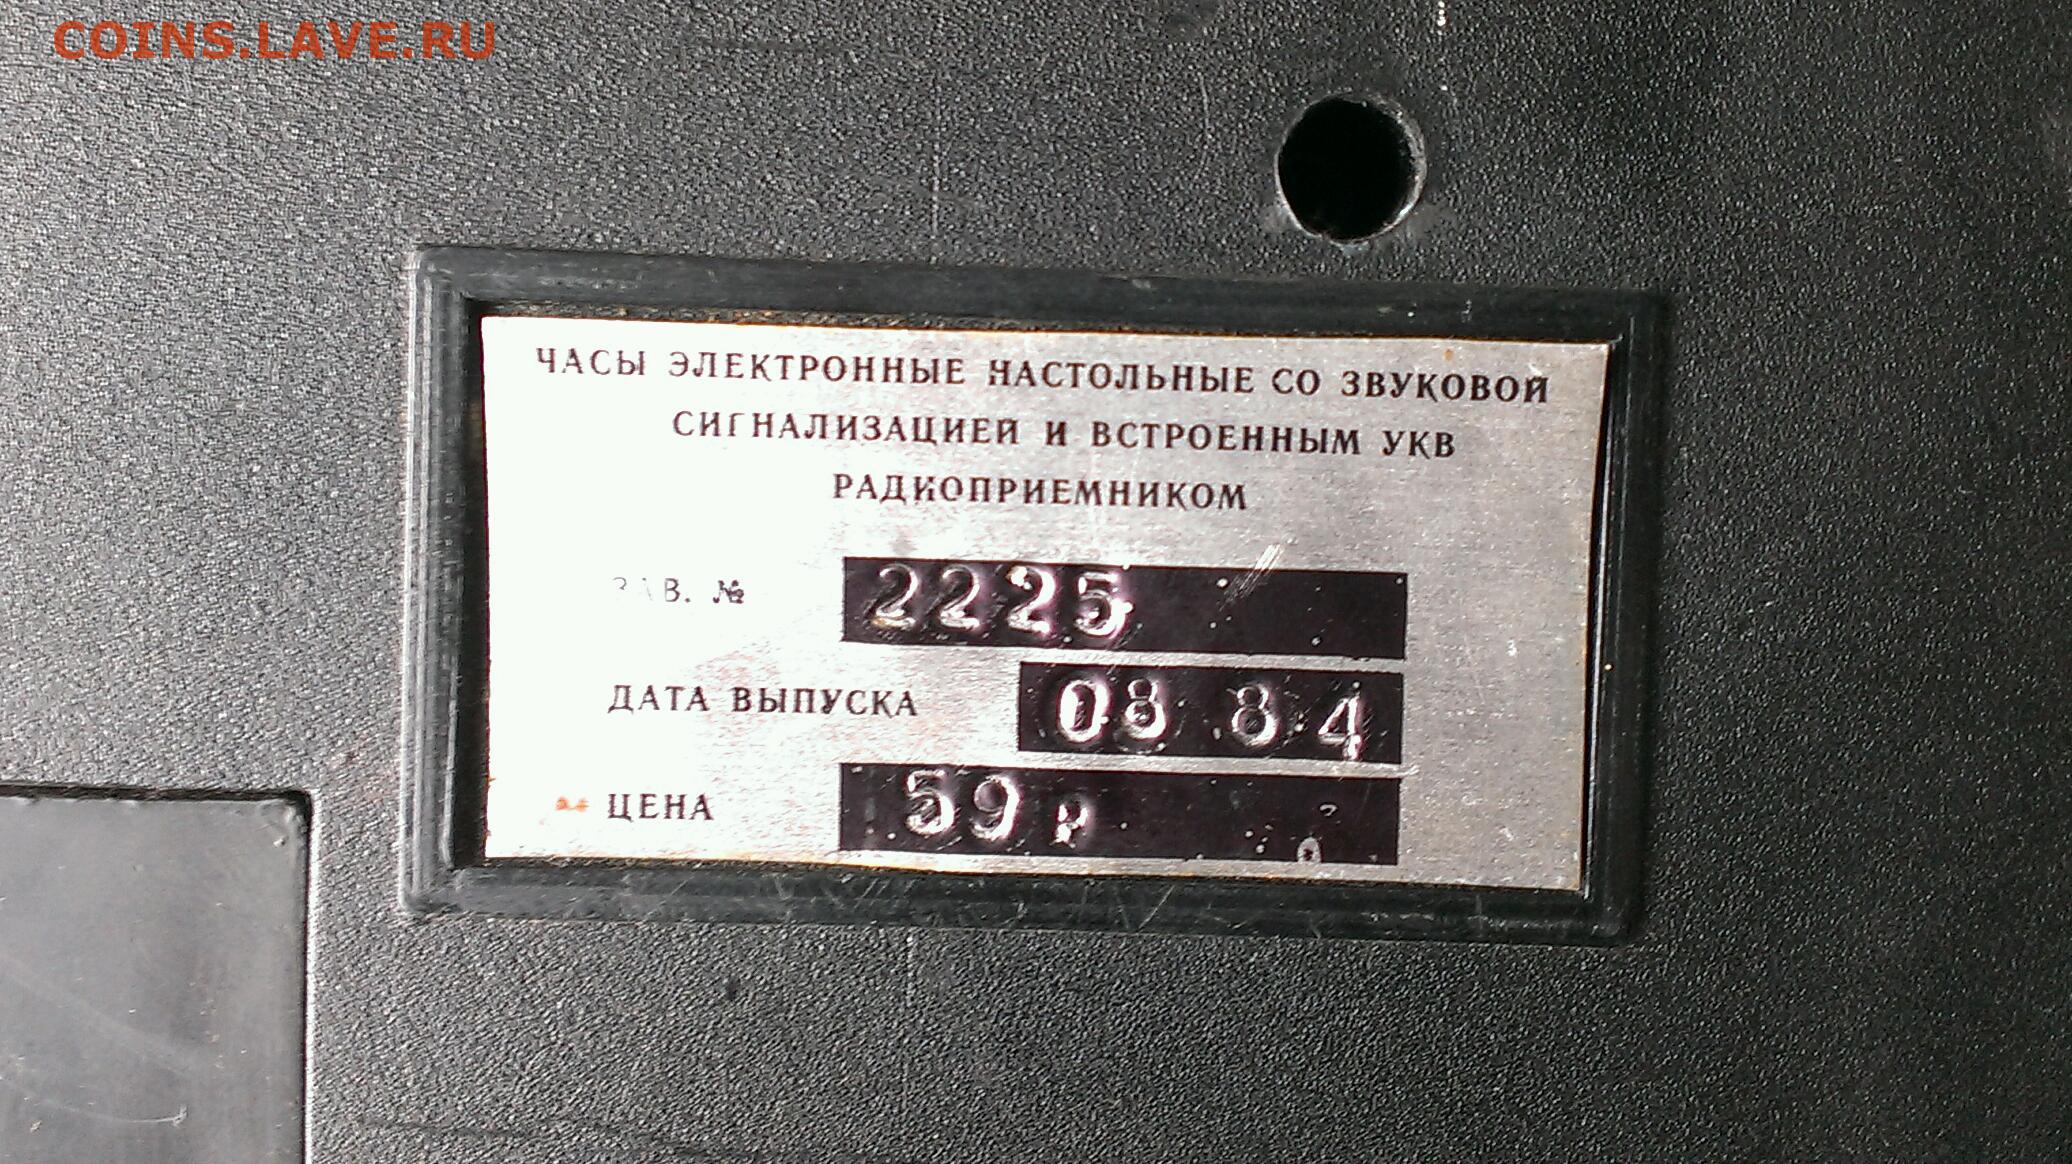 COINS.LAVE.RU
ЧАСЫ ЭЛЕКТРОННЫЕ НАСТОЛЬНЫЕ СО ЗВУКОВОЙ
СИГНАЛИЗАЦИЕЙ И ВСТРОЕННЫМ УКВ
РАДИОПРИЕМНИКОМ
ЗАВ. № 2225
ДАТА ВЫПУСКА 08 84
ЦЕНА 59 р